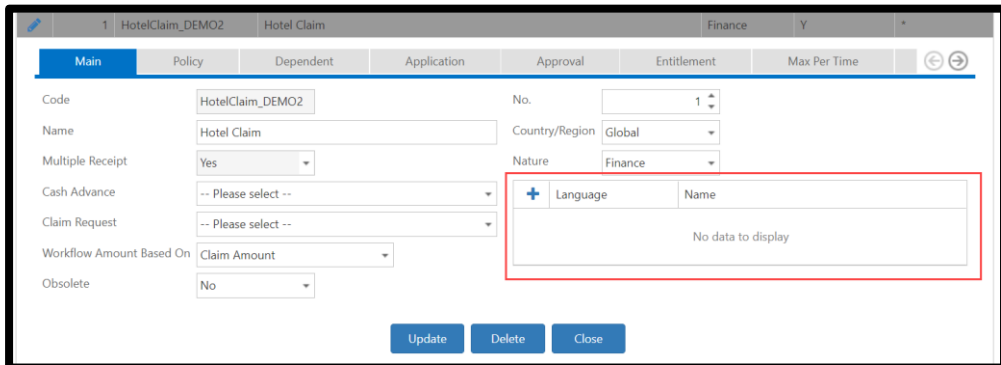 1 HotelClaim_DEMO2 Hotel Claim Finance Y *
Main Policy Dependent Application Approval Entitlement Max Per Time
Code HotelClaim_DEMO2 No. 1
Name Hotel Claim Country/Region Global
Multiple Receipt Yes Nature Finance
Cash Advance -- Please select -- + Language Name
Claim Request -- Please select --
No data to display
Workflow Amount Based On Claim Amount
Obsolete No
Update Delete Close